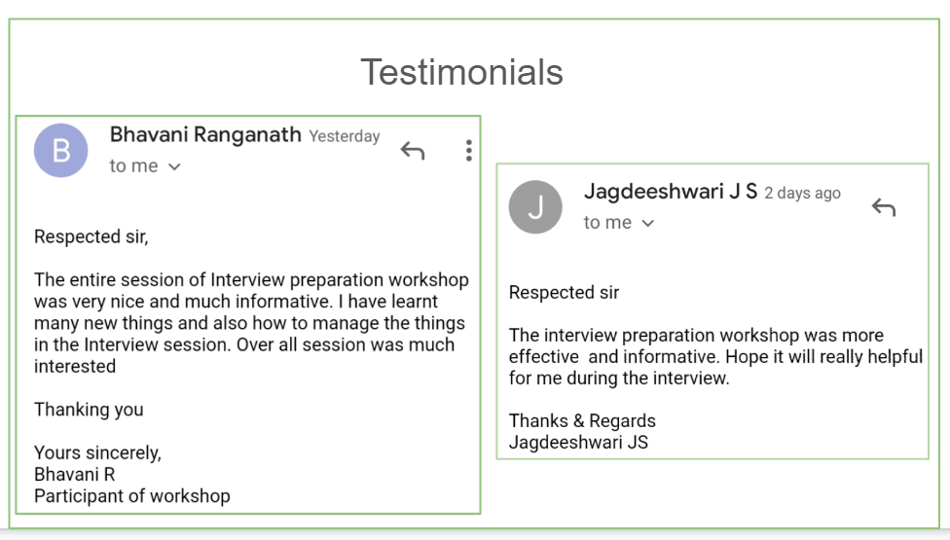 Testimonials
B
Bhavani Ranganath Yesterday
to me
Respected sir,
The entire session of Interview preparation workshop
was very nice and much informative. I have learnt
many new things and also how to manage the things
in the Interview session. Over all session was much
interested
Thanking you
Yours sincerely,
Bhavani R
Participant of workshop
J
Jagdeeshwari J S 2 days ago
to me
Respected sir
The interview preparation workshop was more
effective and informative. Hope it will really helpful
for me during the interview.
Thanks & Regards
Jagdeeshwari JS